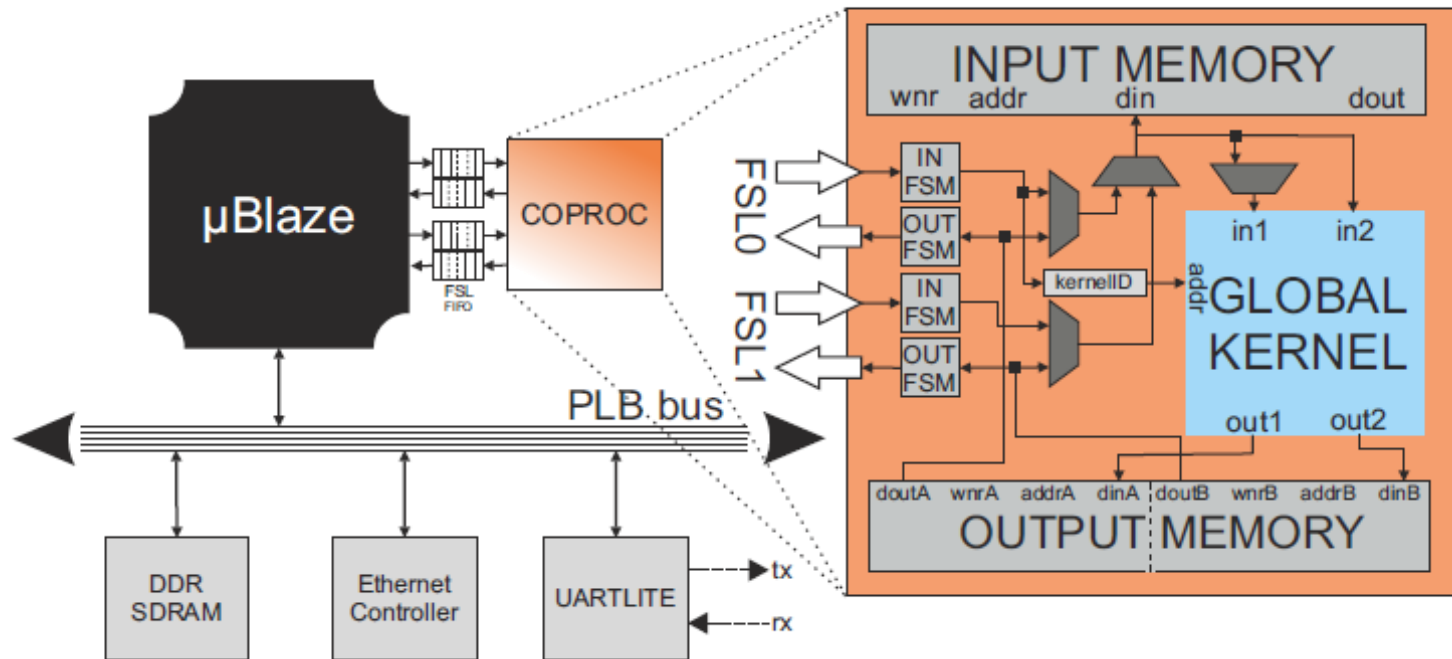 µBlaze
FSL
FIFO
COPROC
PLB bus
DDR
SDRAM
Ethernet
Controller
UARTLITE
tx
rx
INPUT MEMORY
wnr addr din dout
FSL0
FSL1
IN
FSM
OUT
FSM
IN
FSM
OUT
FSM
kernelID
in1 in2
addr
GLOBAL
KERNEL
out1 out2
doutA wnrA addrA dinA doutB wnrB addrB dinB
OUTPUT MEMORY